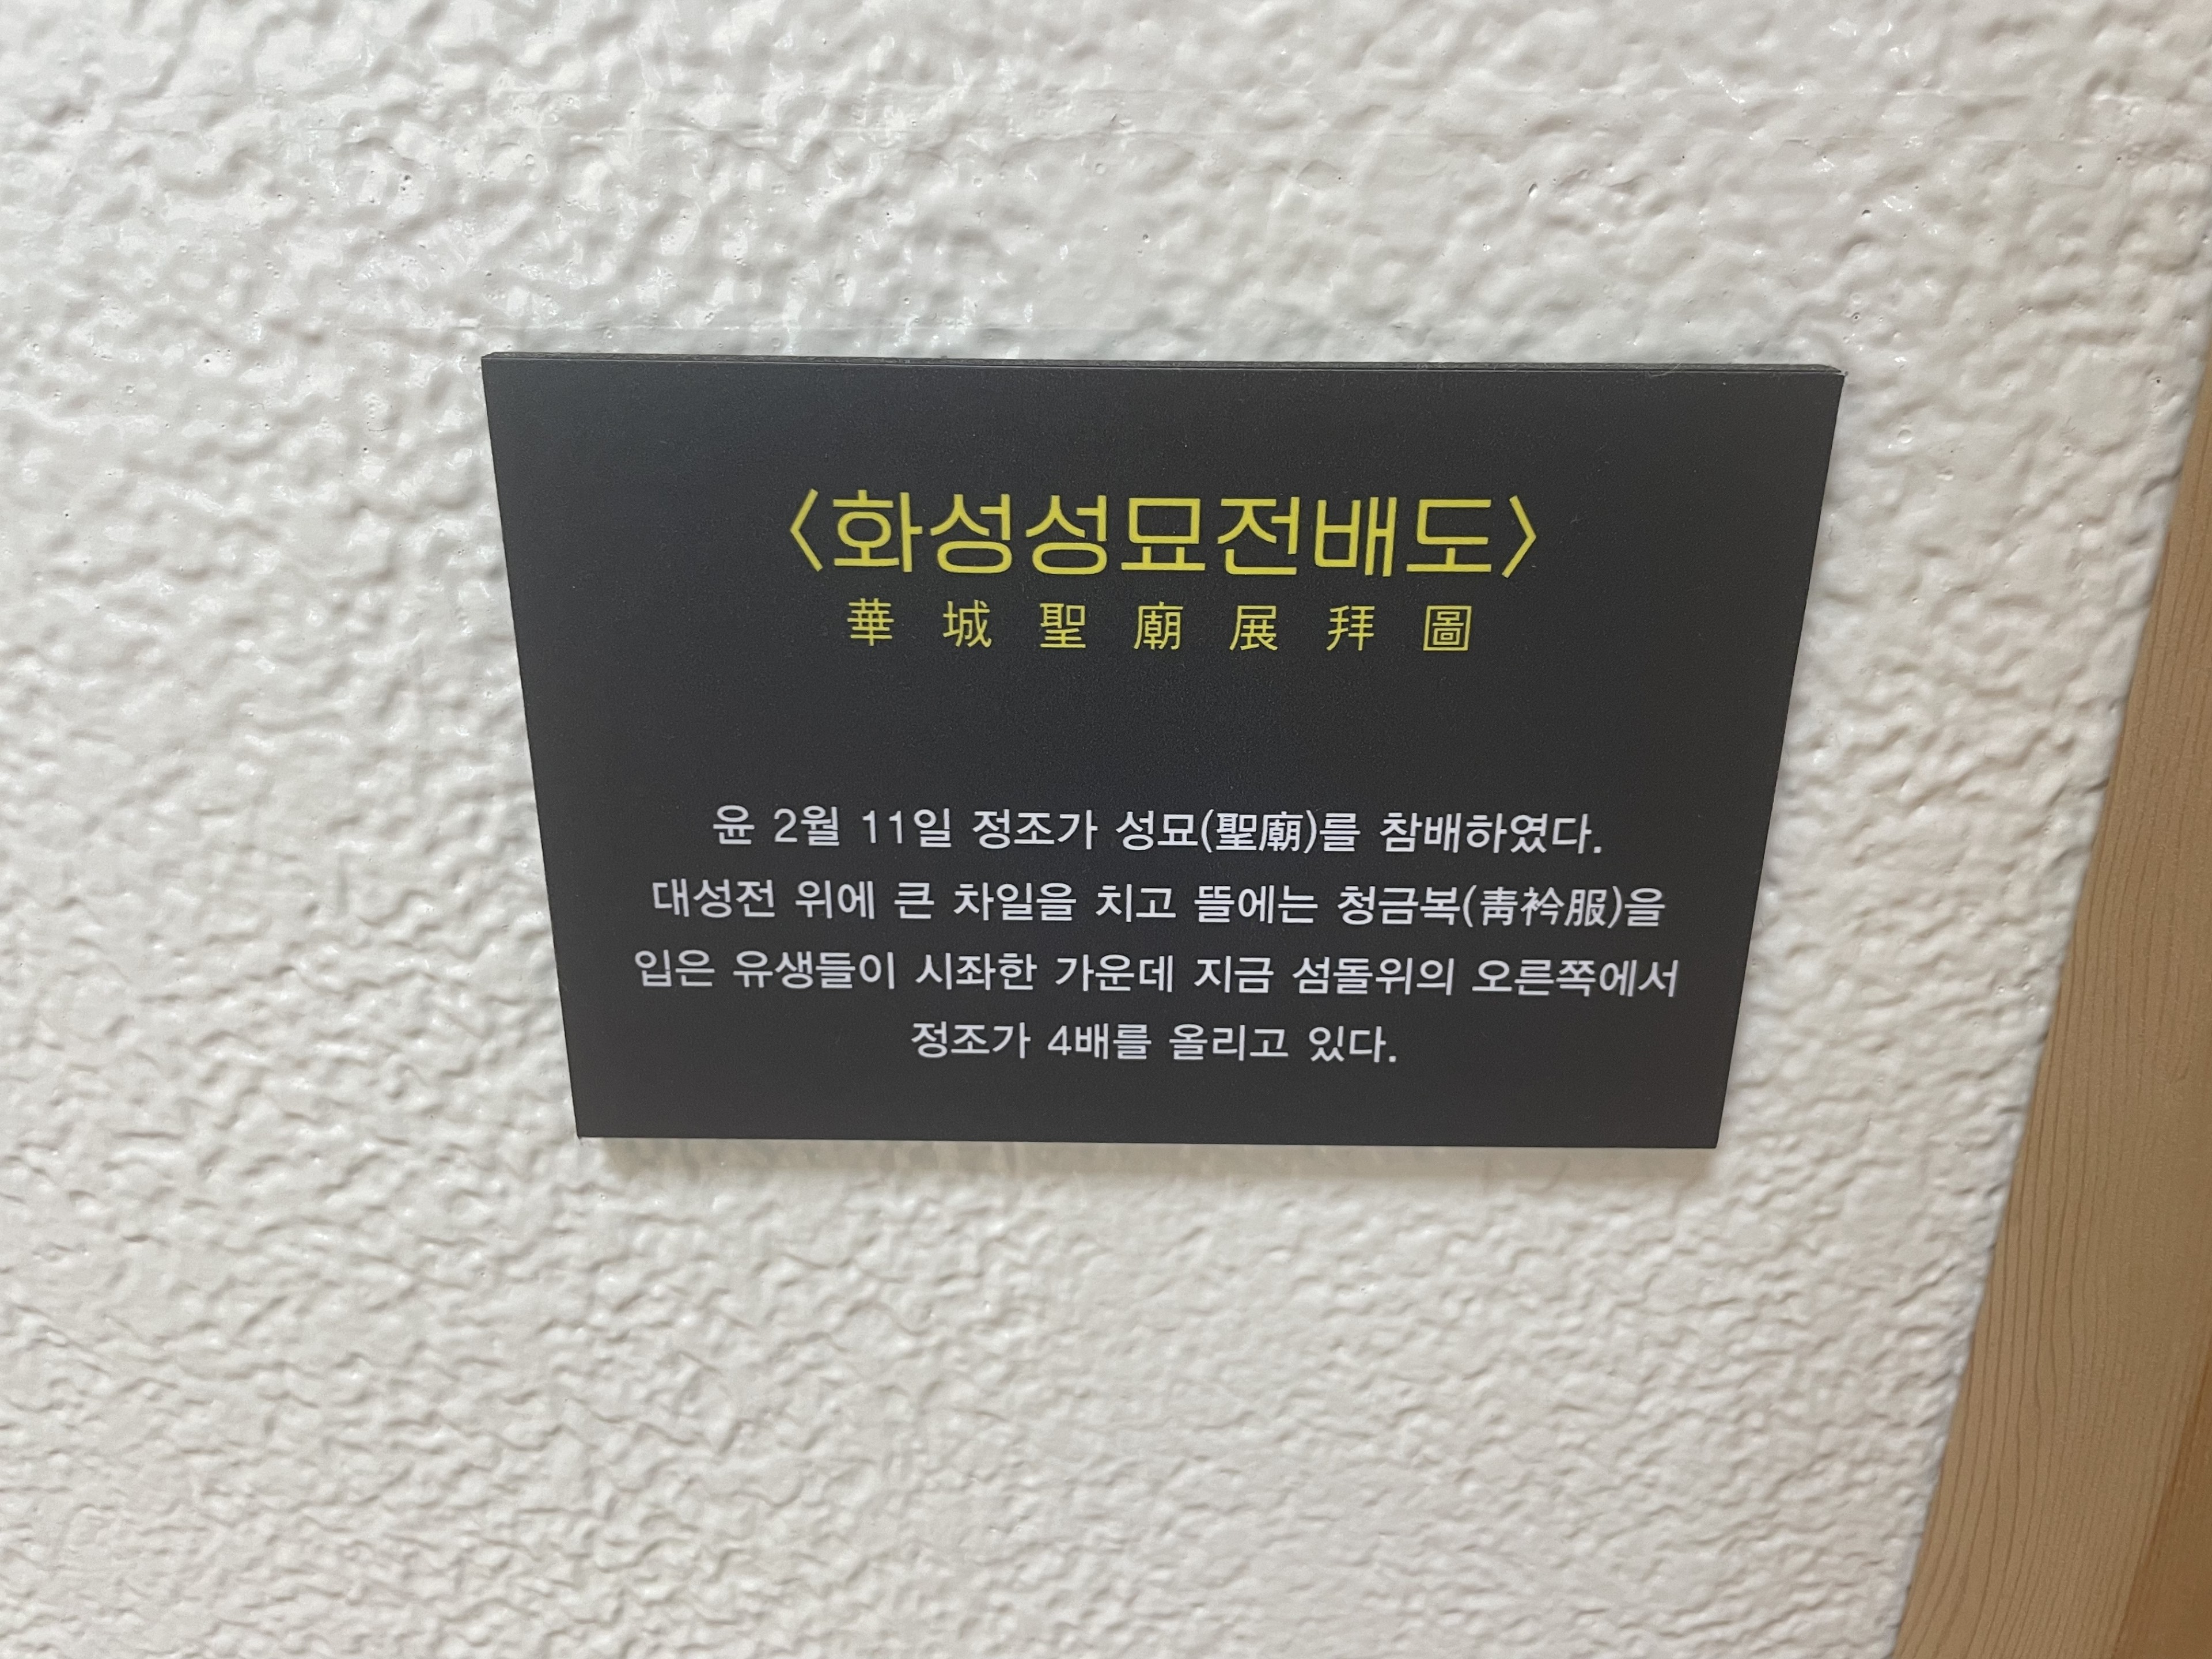 〈화성성묘전배도〉
華城聖廟展拜圖
윤 2월 11일 정조가 성묘(聖廟)를 참배하였다.
대성전 위에 큰 차일을 치고 뜰에는 청금복(靑衿服)을
입은 유생들이 시좌한 가운데 지금 섬돌위의 오른쪽에서
정조가 4배를 올리고 있다.